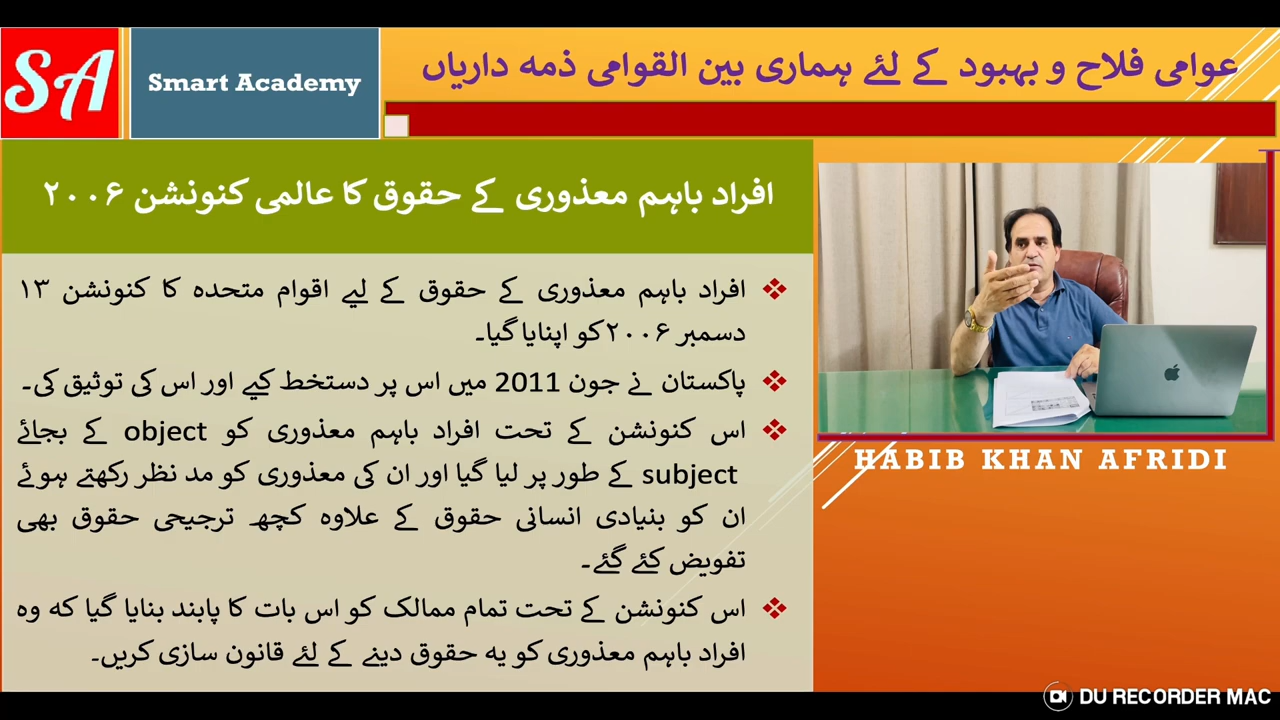 SA
Smart Academy
عوامی فلاح و بہبود کے لئے ہماری بین القوامی ذمہ داریاں
افراد باہم معذوری کے حقوق کا عالمی کنونشن ۲۰۰۶
❖ افراد باہم معذوری کے حقوق کے لیے اقوام متحدہ کا کنونشن ۱۳
دسمبر ۲۰۰۶کو اپنایا گیا۔
❖ پاکستان نے جون 2011 میں اس پر دستخط کیے اور اس کی توثیق کی۔
❖ اس کنونشن کے تحت افراد باہم معذوری کو object کے بجائے
subject کے طور پر لیا گیا اور ان کی معذوری کو مد نظر رکھتے ہوئے
ان کو بنیادی انسانی حقوق کے علاوہ کچھ ترجیحی حقوق بھی
تفویض کئے گئے۔
❖ اس کنونشن کے تحت تمام ممالک کو اس بات کا پابند بنایا گیا کہ وہ
افراد باہم معذوری کو یہ حقوق دینے کے لئے قانون سازی کریں۔
HABIB KHAN AFRIDI
DU RECORDER MAC